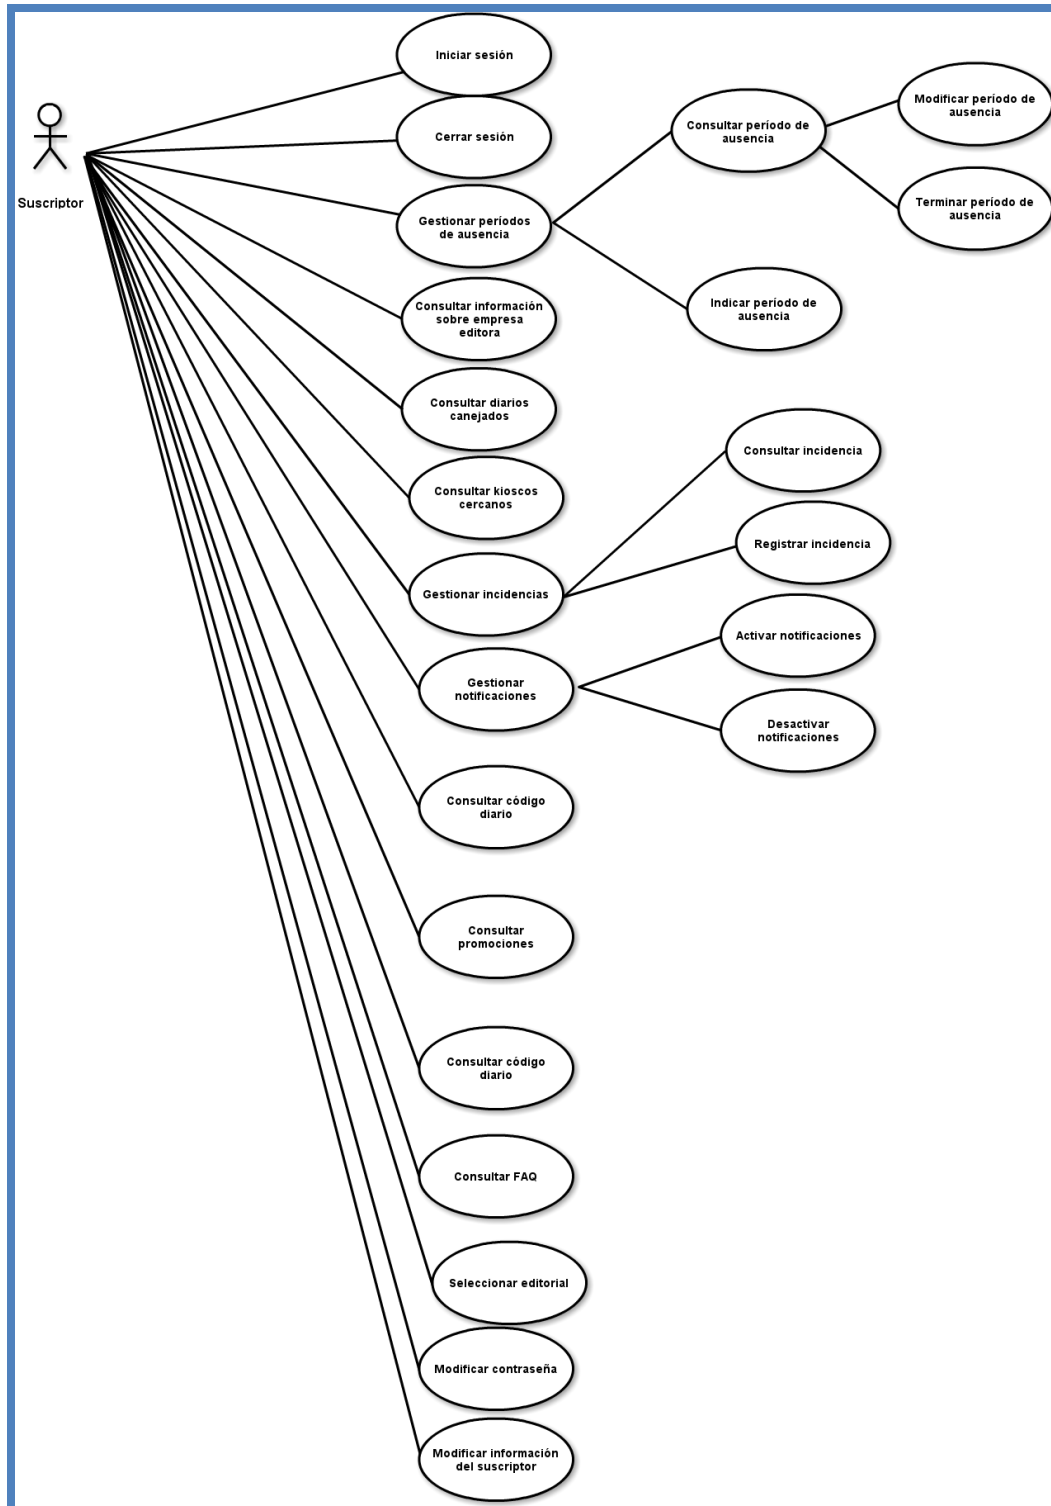 Iniciar sesión
Cerrar sesión
Suscriptor
Gestionar períodos
de ausencia
Consultar período de
ausencia
Modificar período de
ausencia
Terminar período de
ausencia
Indicar período de
ausencia
Consultar información
sobre empresa
editora
Consultar diarios
canejados
Consultar kioscos
cercanos
Gestionar incidencias
Consultar incidencia
Registrar incidencia
Gestionar
notificaciones
Activar notificaciones
Desactivar
notificaciones
Consultar código
diario
Consultar
promociones
Consultar código
diario
Consultar FAQ
Seleccionar editorial
Modificar contraseña
Modificar información
del suscriptor